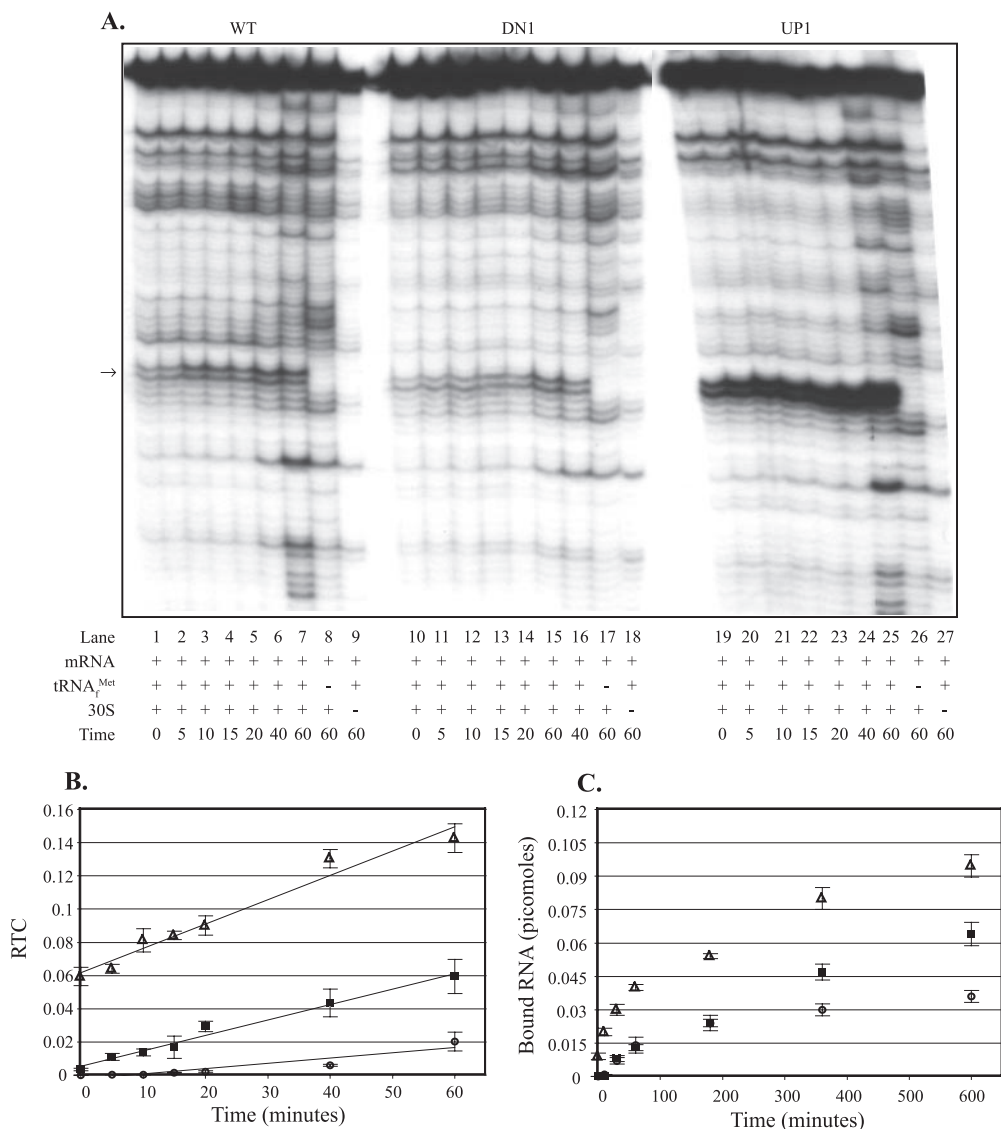 A.
WT DN1 UP1
→
Lane 1 2 3 4 5 6 7 8 9 10 11 12 13 14 15 16 17 18 19 20 21 22 23 24 25 26 27
mRNA + + + + + + + + + + + + + + + + + + + + + + + + + + +
tRNAfMet + + + + + + + - + + + + + + + + - + + + + + + + + - +
30S + + + + + + + + - + + + + + + + + - + + + + + + + + -
Time 0 5 10 15 20 40 60 60 60 0 5 10 15 20 60 40 60 60 0 5 10 15 20 40 60 60 60
B.
0.16
0.14
0.12
0.1
0.08
0.06
0.04
0.02
0
RTC
0 10 20 30 40 50 60
Time (minutes)
C.
0.12
0.105
0.09
0.075
0.06
0.045
0.03
0.015
0
Bound RNA (picomoles)
0 100 200 300 400 500 600
Time (minutes)